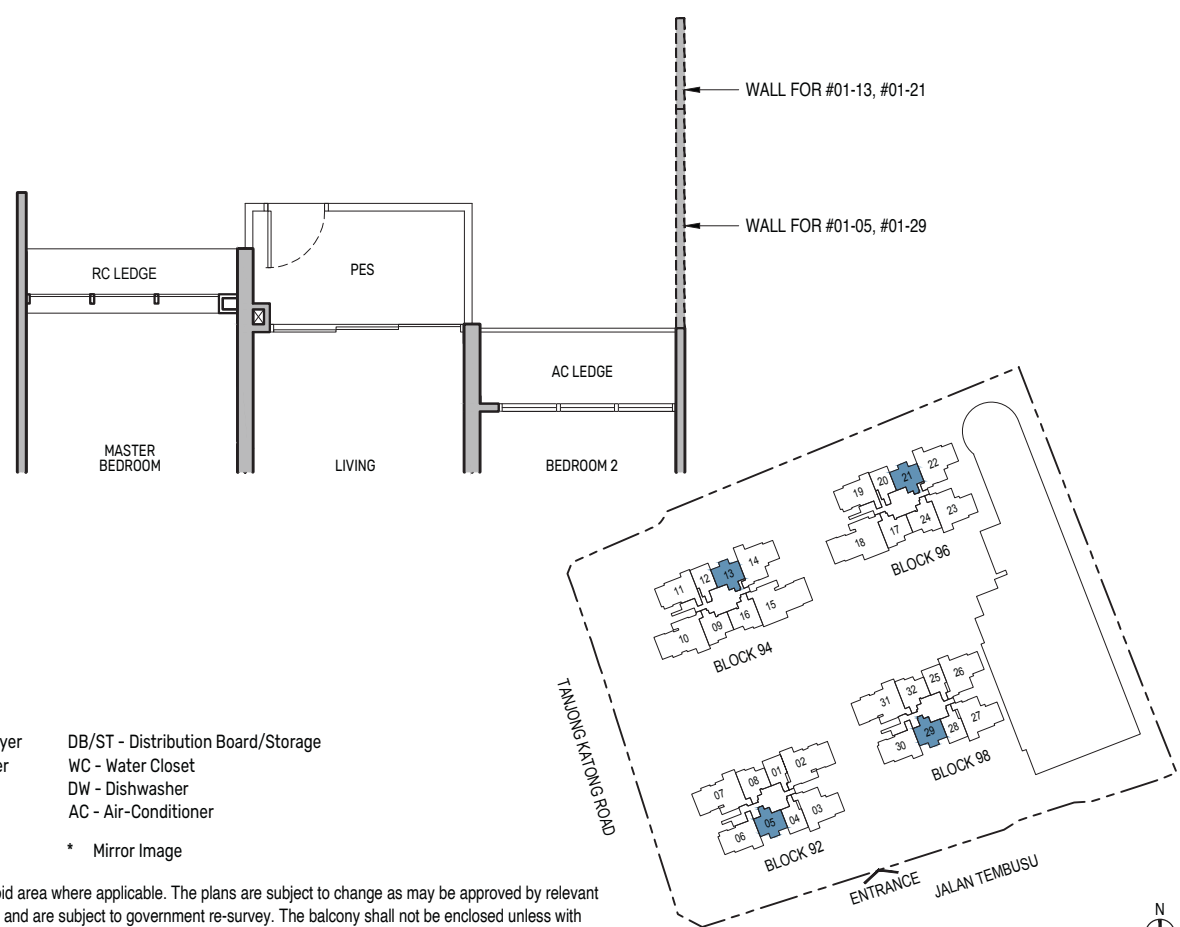 WALL FOR #01-13, #01-21
WALL FOR #01-05, #01-29
RC LEDGE
PES
AC LEDGE
MASTER
BEDROOM
LIVING
BEDROOM 2
22
21
20
19
23
24
17
18
BLOCK 96
14
13
12
11
15
16
09
10
BLOCK 94
26
25
32
31
27
28
29
30
BLOCK 98
02
01
08
07
03
04
05
06
BLOCK 92
TANJONG KATONG ROAD
ENTRANCE
JALAN TEMBUSU
N
DB/ST - Distribution Board/Storage
WC - Water Closet
DW - Dishwasher
AC - Air-Conditioner
* Mirror Image
area where applicable. The plans are subject to change as may be approved by relevant
and are subject to government re-survey. The balcony shall not be enclosed unless with